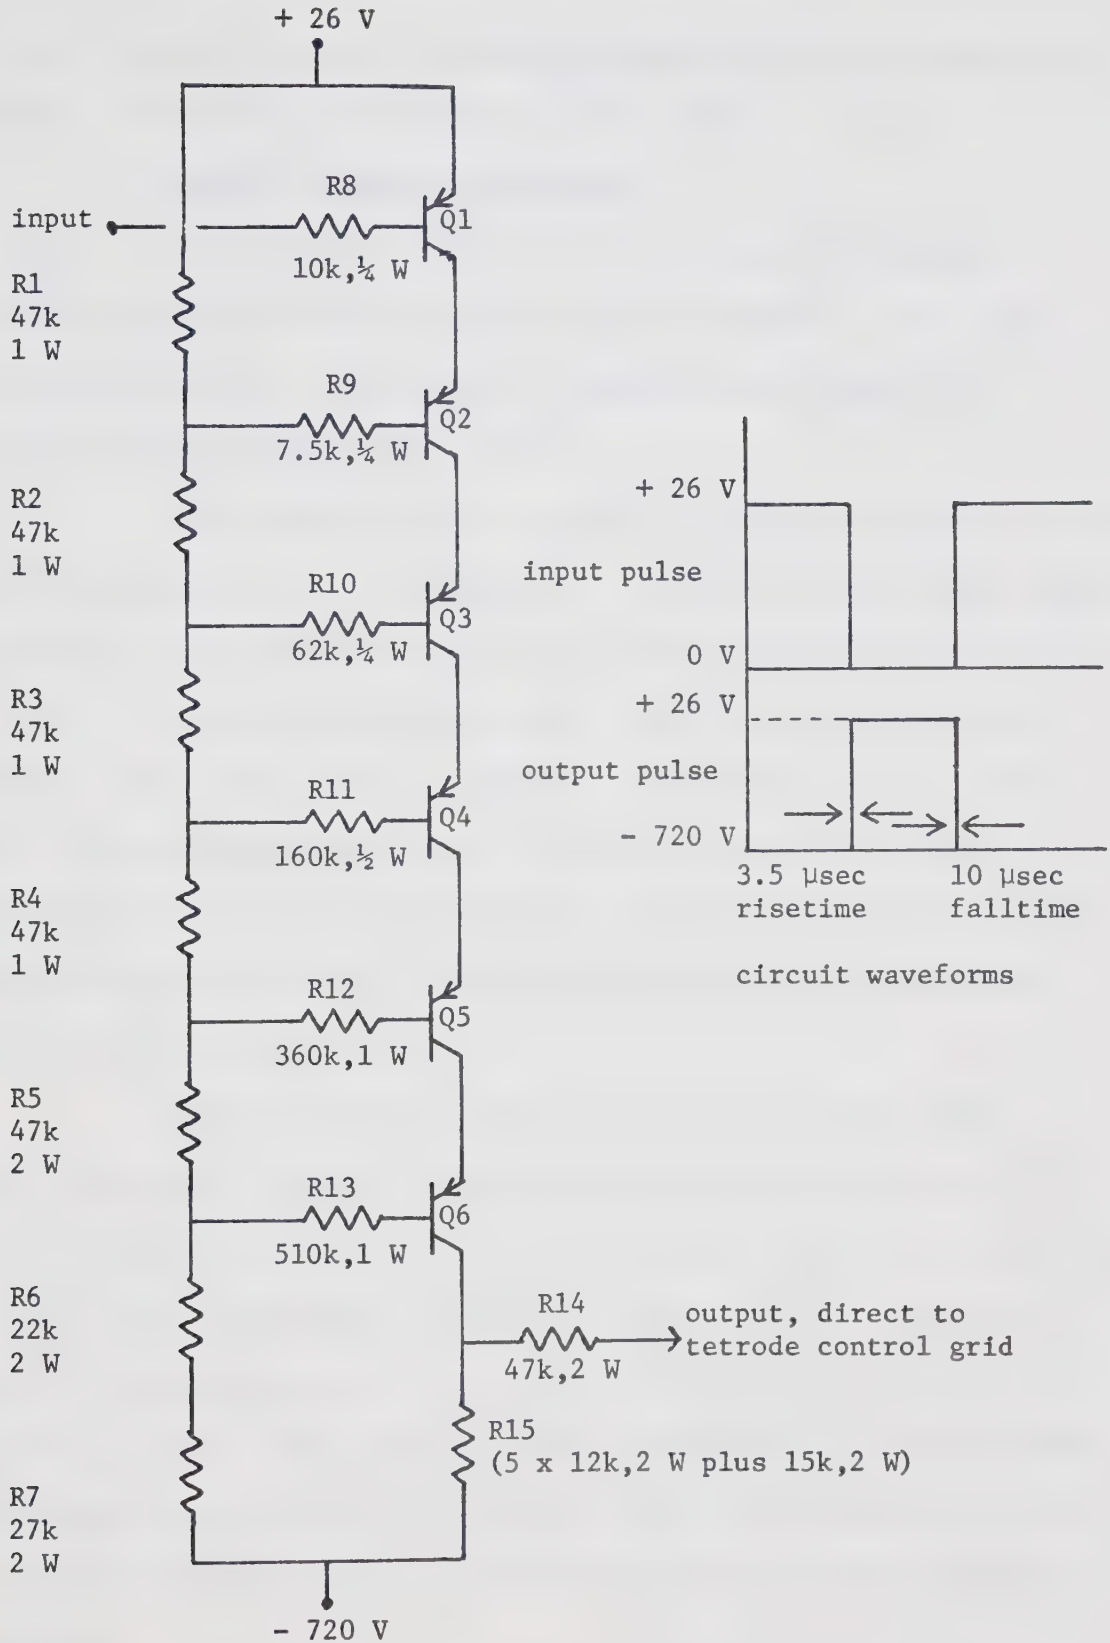 + 26 V
input
R8
10k,¼ W
Q1
R1
47k
1 W
R9
7.5k,¼ W
Q2
R2
47k
1 W
R10
62k,¼ W
Q3
R3
47k
1 W
R11
160k,½ W
Q4
R4
47k
1 W
R12
360k,1 W
Q5
R5
47k
2 W
R13
510k,1 W
Q6
R6
22k
2 W
R14
47k,2 W
output, direct to
tetrode control grid
R15
(5 x 12k,2 W plus 15k,2 W)
R7
27k
2 W
- 720 V
+ 26 V
input pulse
0 V
+ 26 V
output pulse
- 720 V
3.5 µsec
risetime
10 µsec
falltime
circuit waveforms